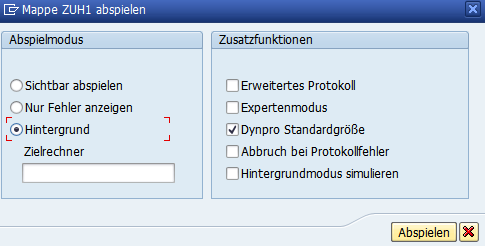 Mappe ZUH1 abspielen
Abspielmodus
Sichtbar abspielen
Nur Fehler anzeigen
Hintergrund
Zielrechner
Zusatzfunktionen
Erweitertes Protokoll
Expertenmodus
Dynpro Standardgröße
Abbruch bei Protokollfehler
Hintergrundmodus simulieren
Abspielen